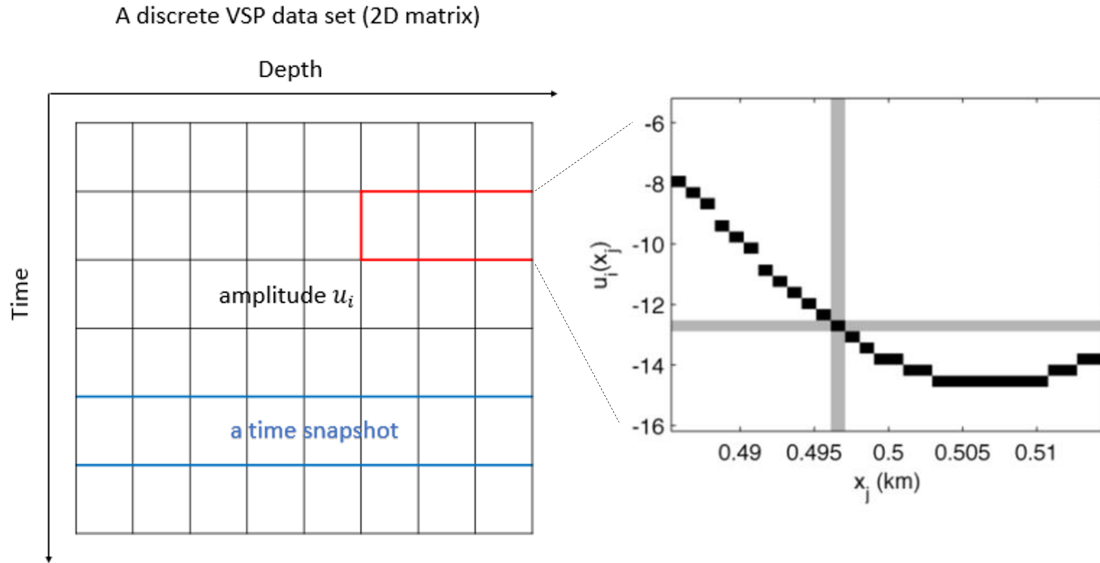 A discrete VSP data set (2D matrix)
Depth
Time
amplitude u_i
a time snapshot
-6
-8
-10
-12
-14
-16
u_i(x_j)
0.49 0.495 0.5 0.505 0.51
x_j (km)